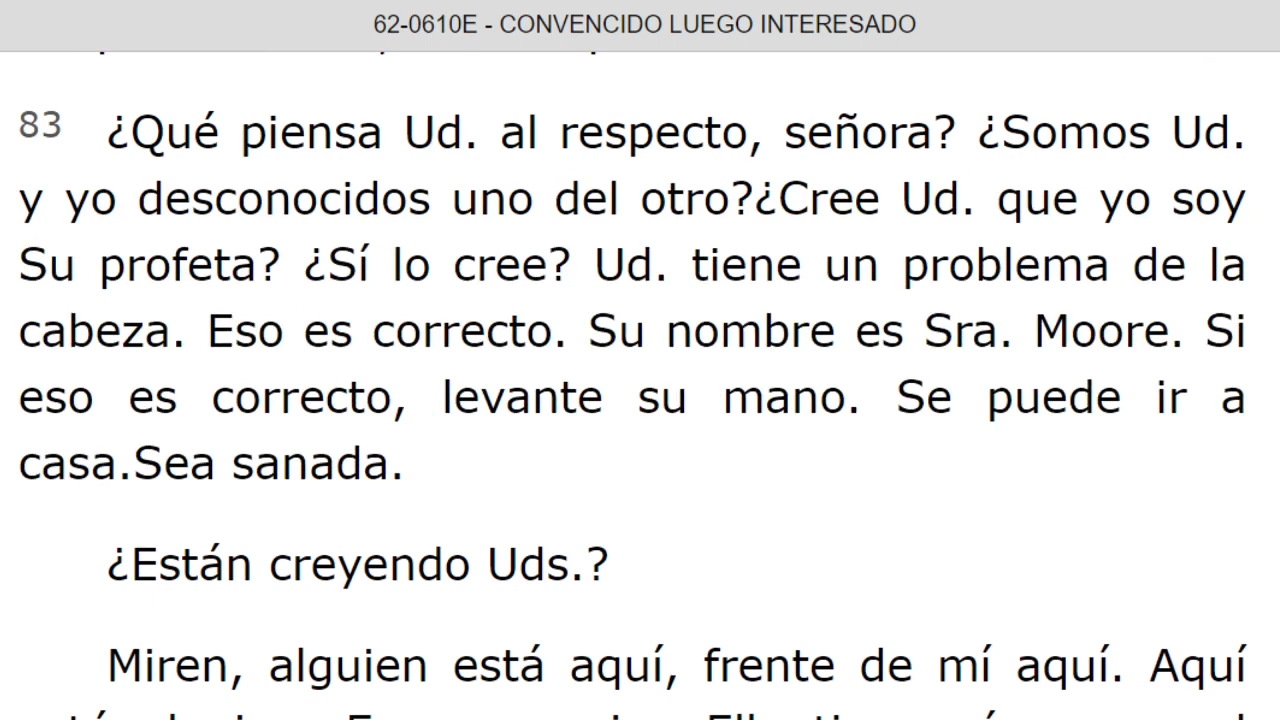 62-0610E - CONVENCIDO LUEGO INTERESADO
83 ¿Qué piensa Ud. al respecto, señora? ¿Somos Ud.
y yo desconocidos uno del otro?¿Cree Ud. que yo soy
Su profeta? ¿Sí lo cree? Ud. tiene un problema de la
cabeza. Eso es correcto. Su nombre es Sra. Moore. Si
eso es correcto, levante su mano. Se puede ir a
casa.Sea sanada.
¿Están creyendo Uds.?
Miren, alguien está aquí, frente de mí aquí. Aquí